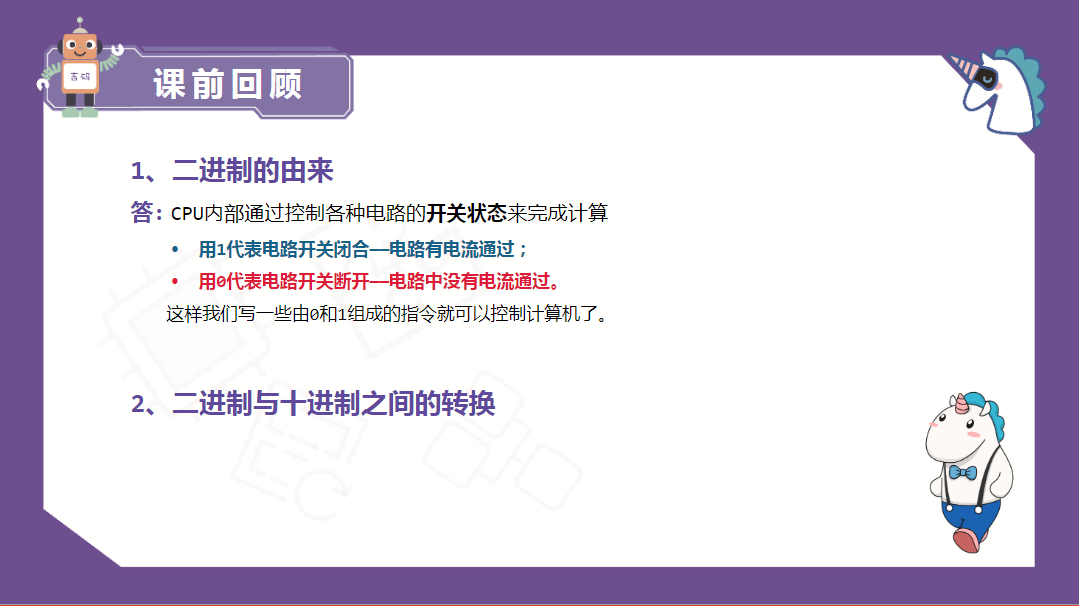 吉码
课前回顾
1、二进制的由来
答：CPU内部通过控制各种电路的开关状态来完成计算
• 用1代表电路开关闭合——电路有电流通过；
• 用0代表电路开关断开——电路中没有电流通过。
这样我们写一些由0和1组成的指令就可以控制计算机了。
2、二进制与十进制之间的转换